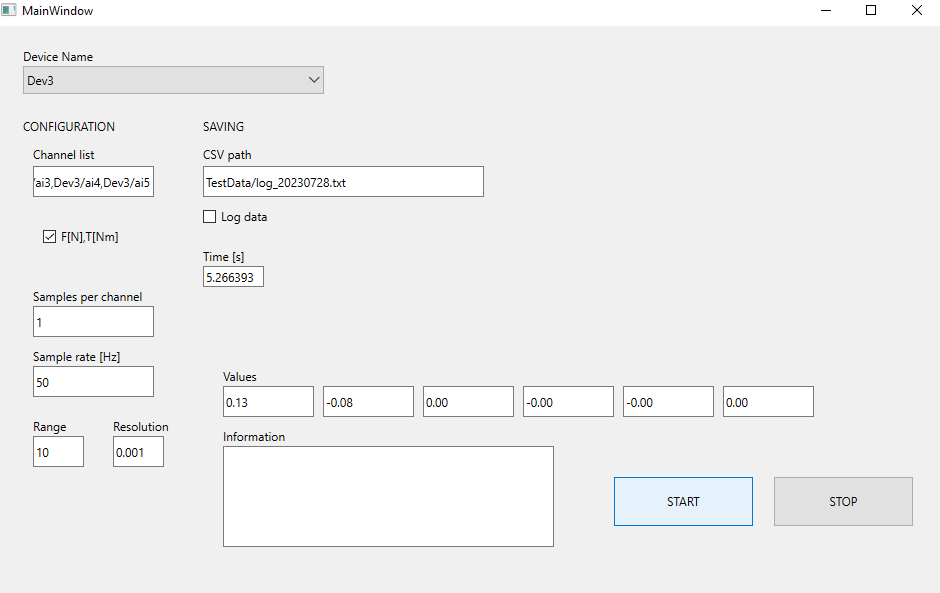 MainWindow
Device Name
Dev3
CONFIGURATION
SAVING
Channel list
CSV path
/ai3,Dev3/ai4,Dev3/ai5
TestData/log_20230728.txt
Log data
F[N],T[Nm]
Time [s]
5.266393
Samples per channel
1
Sample rate [Hz]
50
Values
0.13
-0.08
0.00
-0.00
-0.00
0.00
Range
Resolution
10
0.001
Information
START
STOP